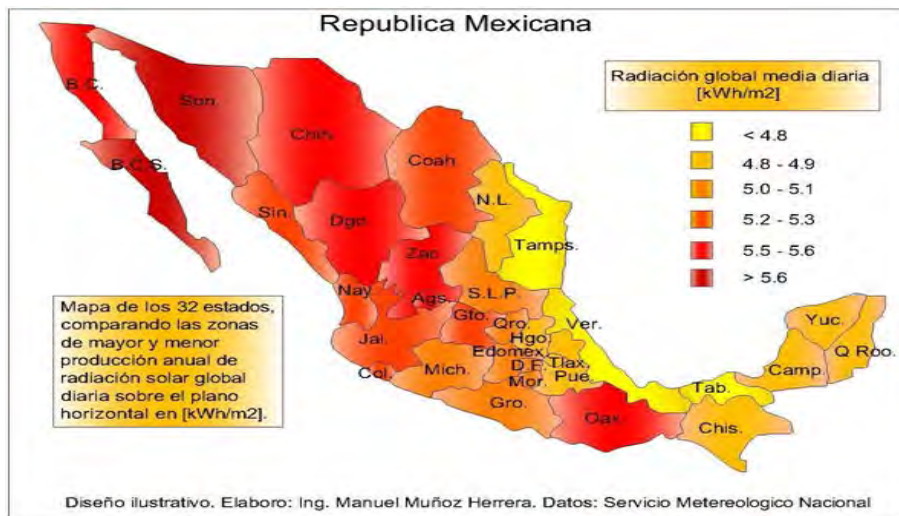 Republica Mexicana
Radiación global media diaria
[kWh/m2]
< 4.8
4.8 - 4.9
5.0 - 5.1
5.2 - 5.3
5.5 - 5.6
> 5.6
B.C.
Son.
Chih.
B.C.S.
Coah.
Sin.
Dgo.
N.L.
Tamps.
Zac.
Nay.
Ags.
S.L.P.
Jal.
Gto.
Qro.
Hgo.
Ver.
Edomex.
Tlax.
Col.
Mich.
D.F.
Pue.
Mor.
Gro.
Oax.
Tab.
Chis.
Yuc.
Q Roo.
Camp.
Mapa de los 32 estados,
comparando las zonas
de mayor y menor
producción anual de
radiación solar global
diaria sobre el plano
horizontal en [kWh/m2].
Diseño ilustrativo. Elaboro: Ing. Manuel Muñoz Herrera. Datos: Servicio Metereologico Nacional